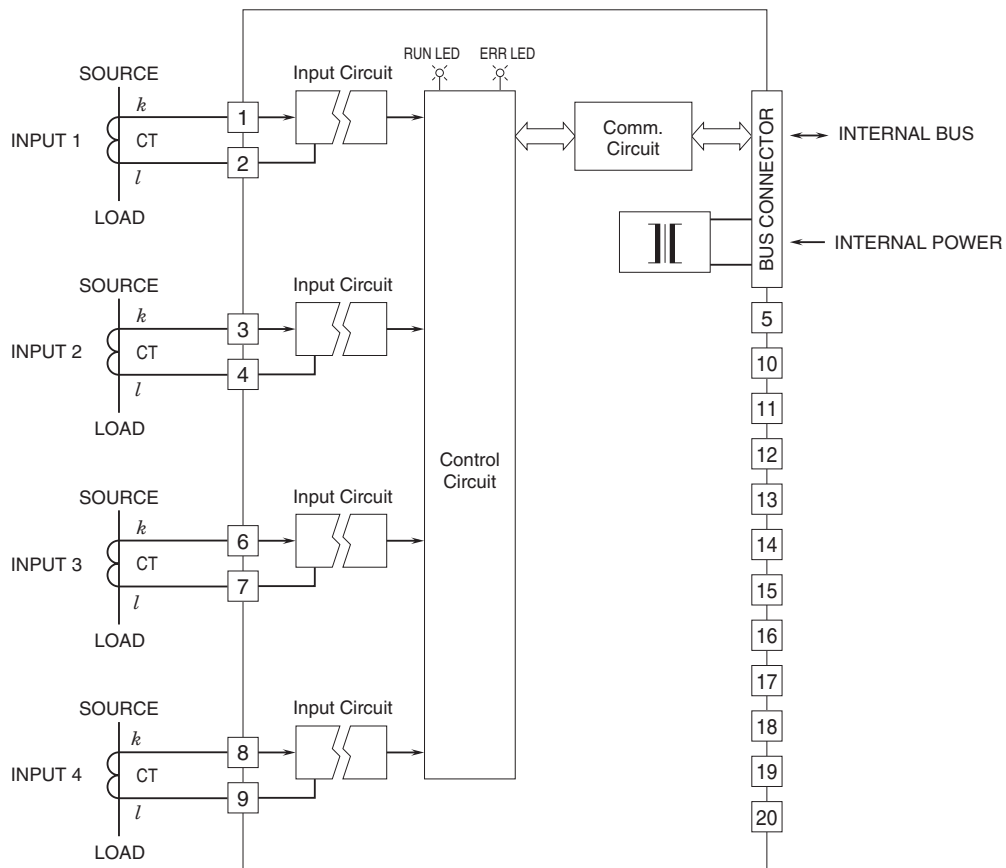 RUN LED
ERR LED
SOURCE
k
INPUT 1
CT
l
LOAD
1
2
Input Circuit
Control
Circuit
Comm.
Circuit
BUS CONNECTOR
INTERNAL BUS
INTERNAL POWER
SOURCE
k
INPUT 2
CT
l
LOAD
3
4
Input Circuit
SOURCE
k
INPUT 3
CT
l
LOAD
6
7
Input Circuit
SOURCE
k
INPUT 4
CT
l
LOAD
8
9
Input Circuit
5
10
11
12
13
14
15
16
17
18
19
20